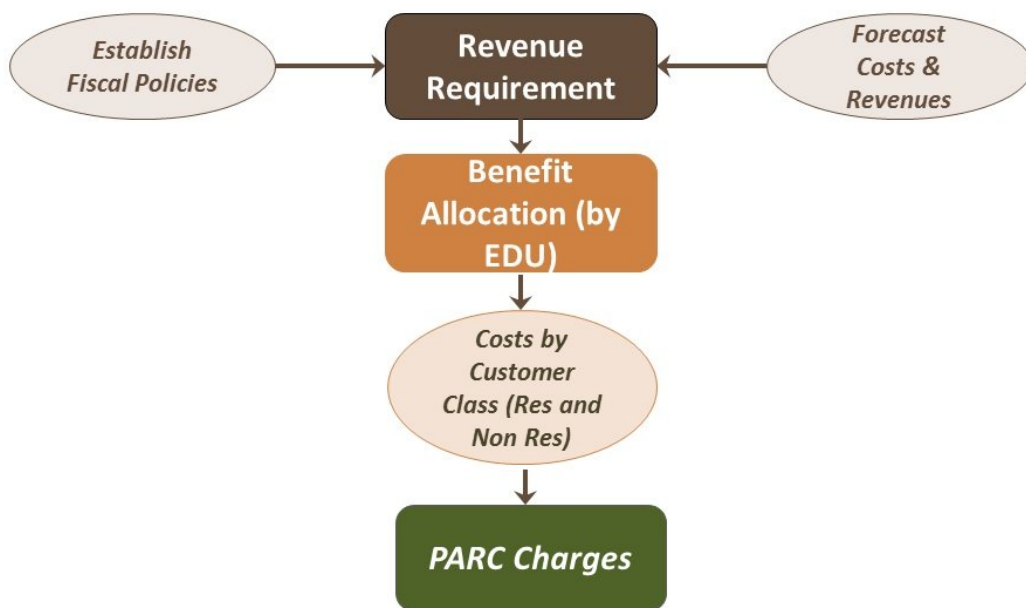 Establish
Fiscal Policies
Revenue
Requirement
Forecast
Costs &
Revenues
Benefit
Allocation (by
EDU)
Costs by
Customer
Class (Res and
Non Res)
PARC Charges